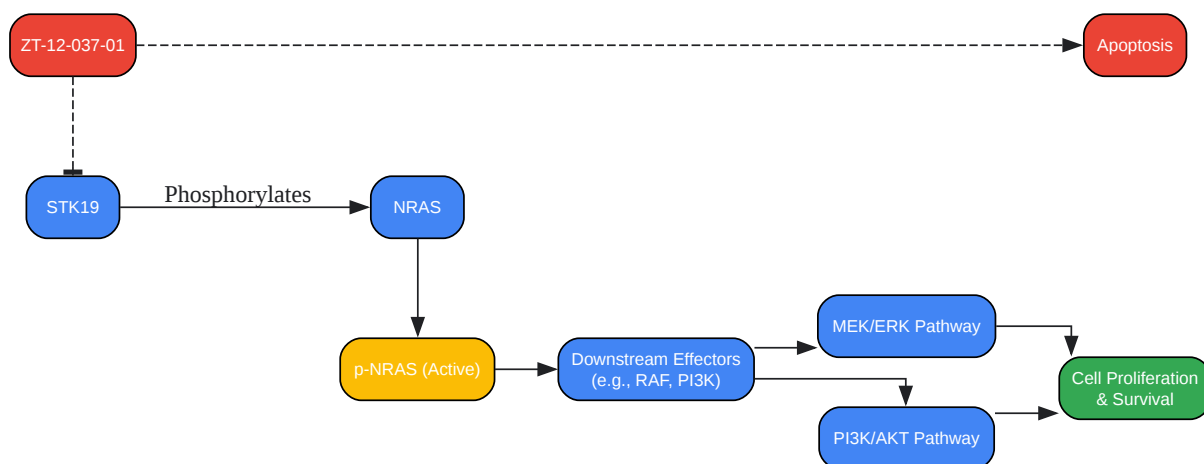 ZT-12-037-01
Apoptosis
STK19
Phosphorylates
NRAS
p-NRAS (Active)
Downstream Effectors
(e.g., RAF, PI3K)
MEK/ERK Pathway
PI3K/AKT Pathway
Cell Proliferation
& Survival